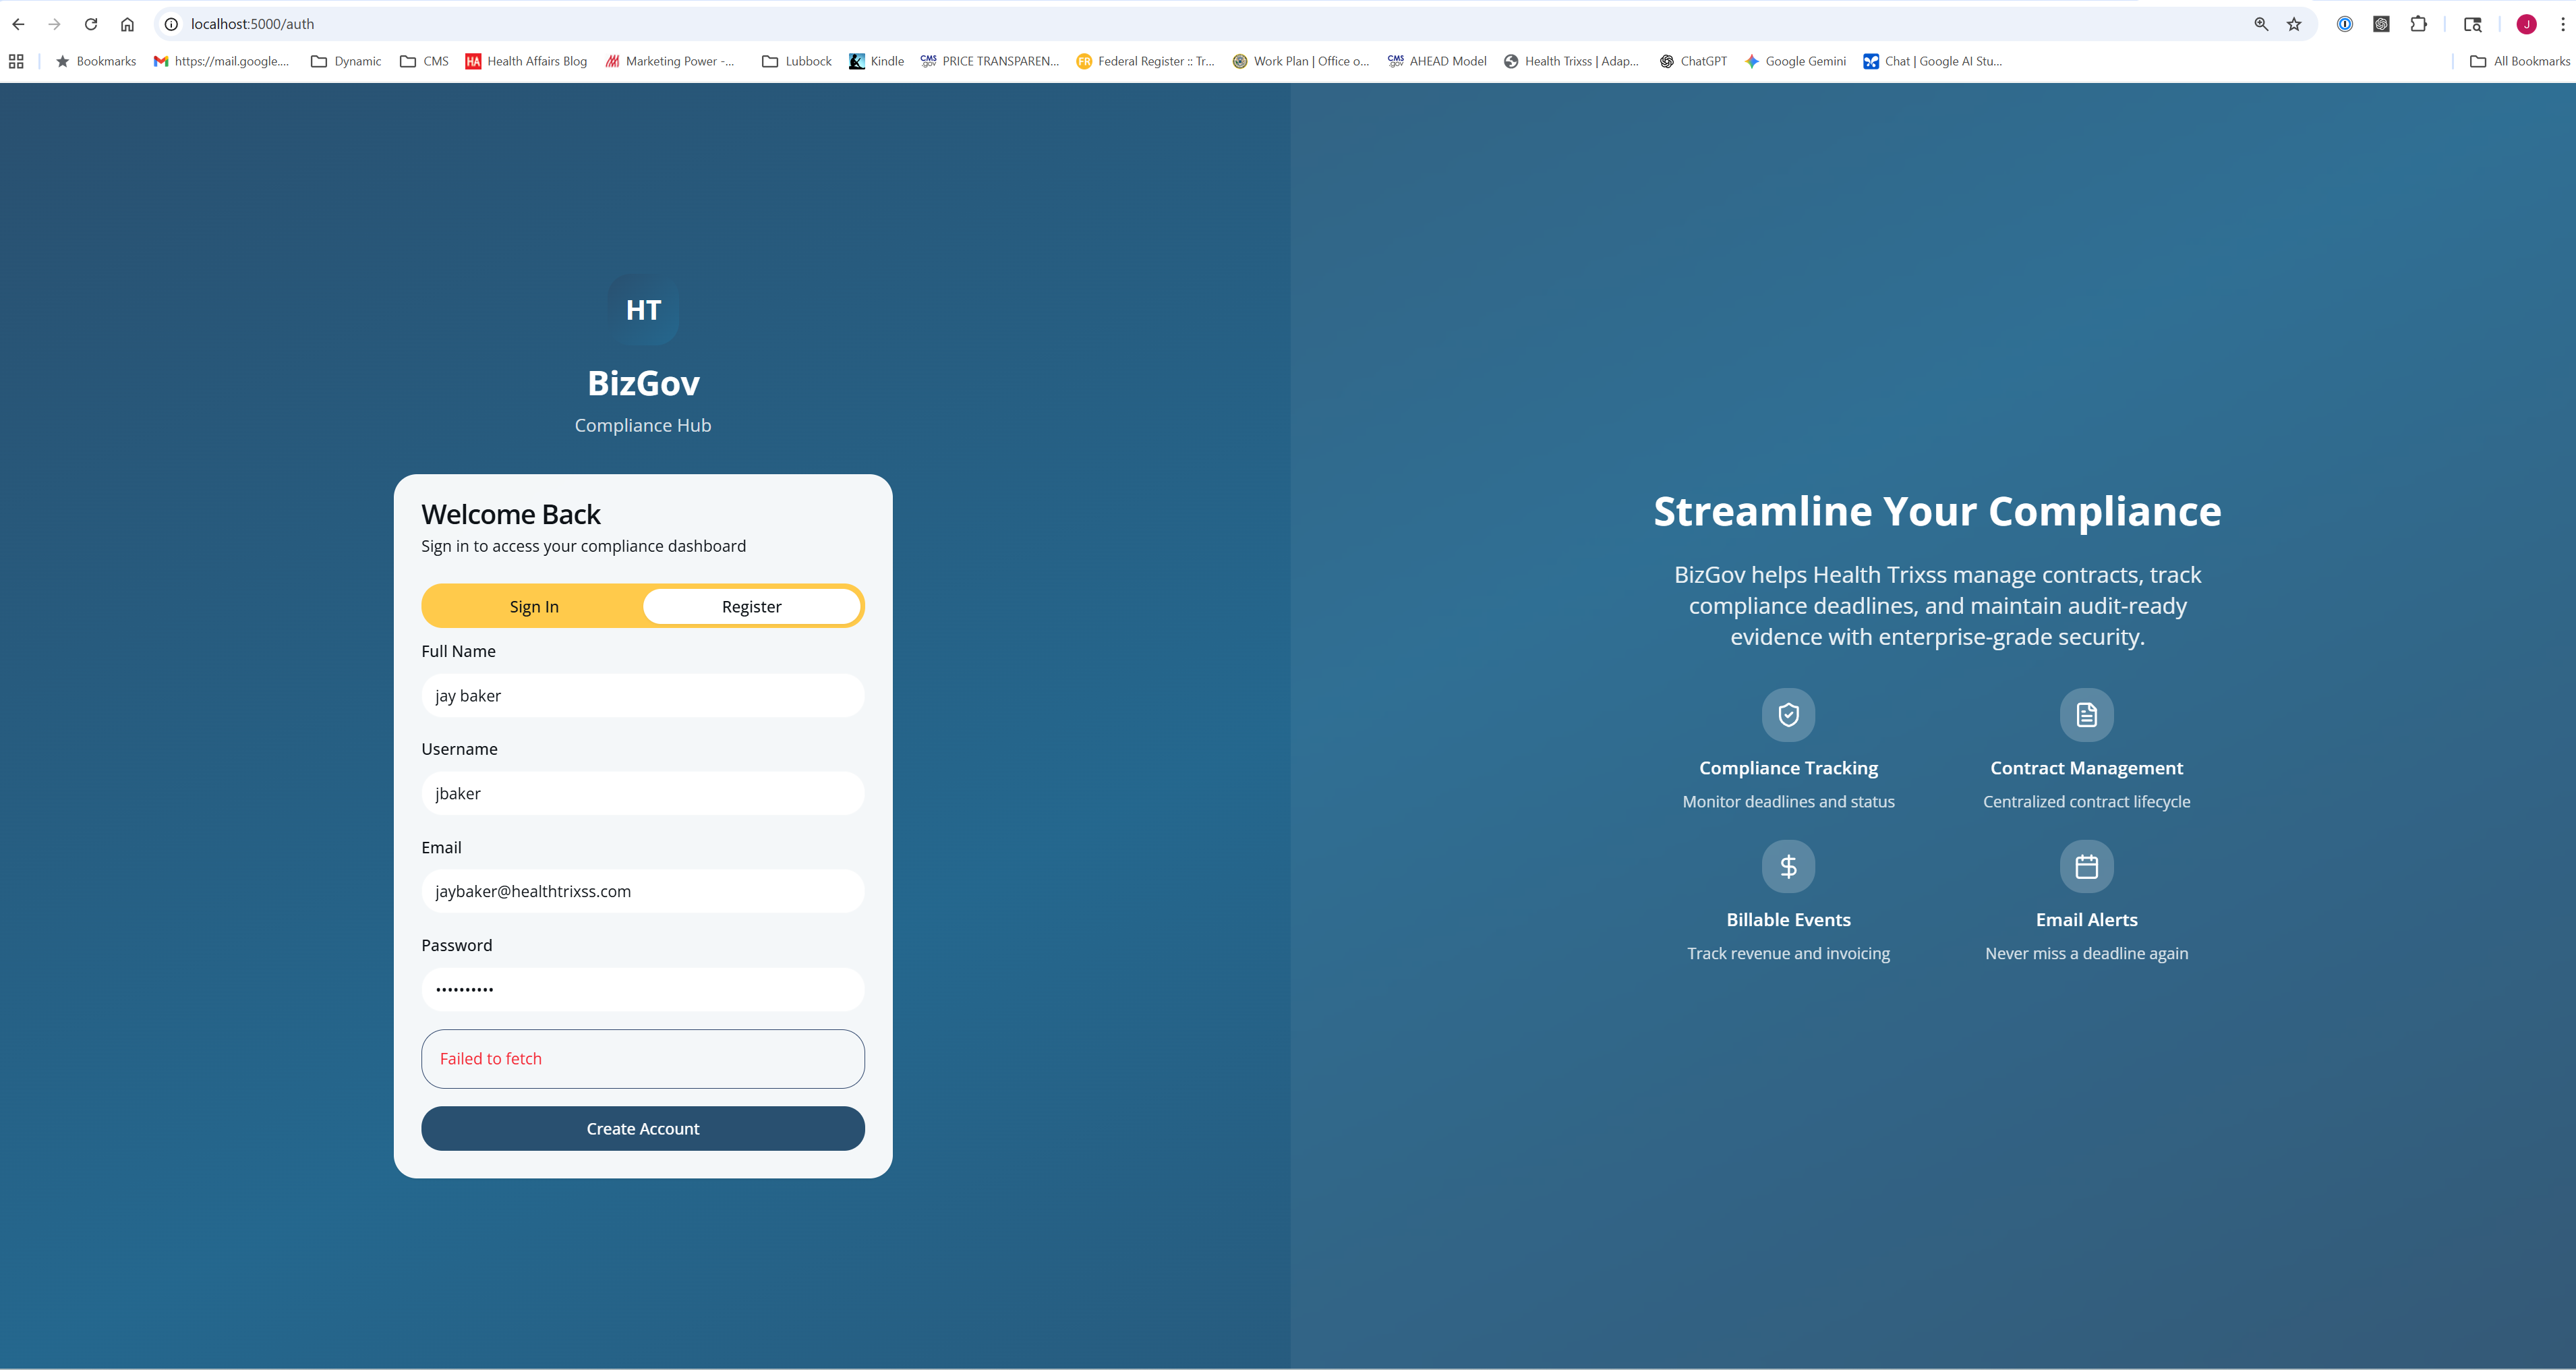 localhost:5000/auth
J
Bookmarks
https://mail.google....
Dynamic
CMS
HA
Health Affairs Blog
Marketing Power -...
Lubbock
Kindle
CMS
.gov
PRICE TRANSPAREN...
FR
Federal Register :: Tr...
Work Plan | Office o...
CMS
.gov
AHEAD Model
Health Trixss | Adap...
ChatGPT
Google Gemini
Chat | Google AI Stu...
All Bookmarks
HT
BizGov
Compliance Hub
Welcome Back
Sign in to access your compliance dashboard
Sign In
Register
Full Name
jay baker
Username
jbaker
Email
jaybaker@healthtrixss.com
Password
••••••••••
Failed to fetch
Create Account
Streamline Your Compliance
BizGov helps Health Trixss manage contracts, track
compliance deadlines, and maintain audit-ready
evidence with enterprise-grade security.
Compliance Tracking
Monitor deadlines and status
Contract Management
Centralized contract lifecycle
$
Billable Events
Track revenue and invoicing
Email Alerts
Never miss a deadline again